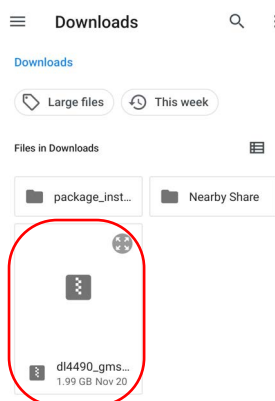 Downloads
Downloads
Large files
This week
Files in Downloads
package_inst...
Nearby Share
dl4490_gms...
1.99 GB Nov 20